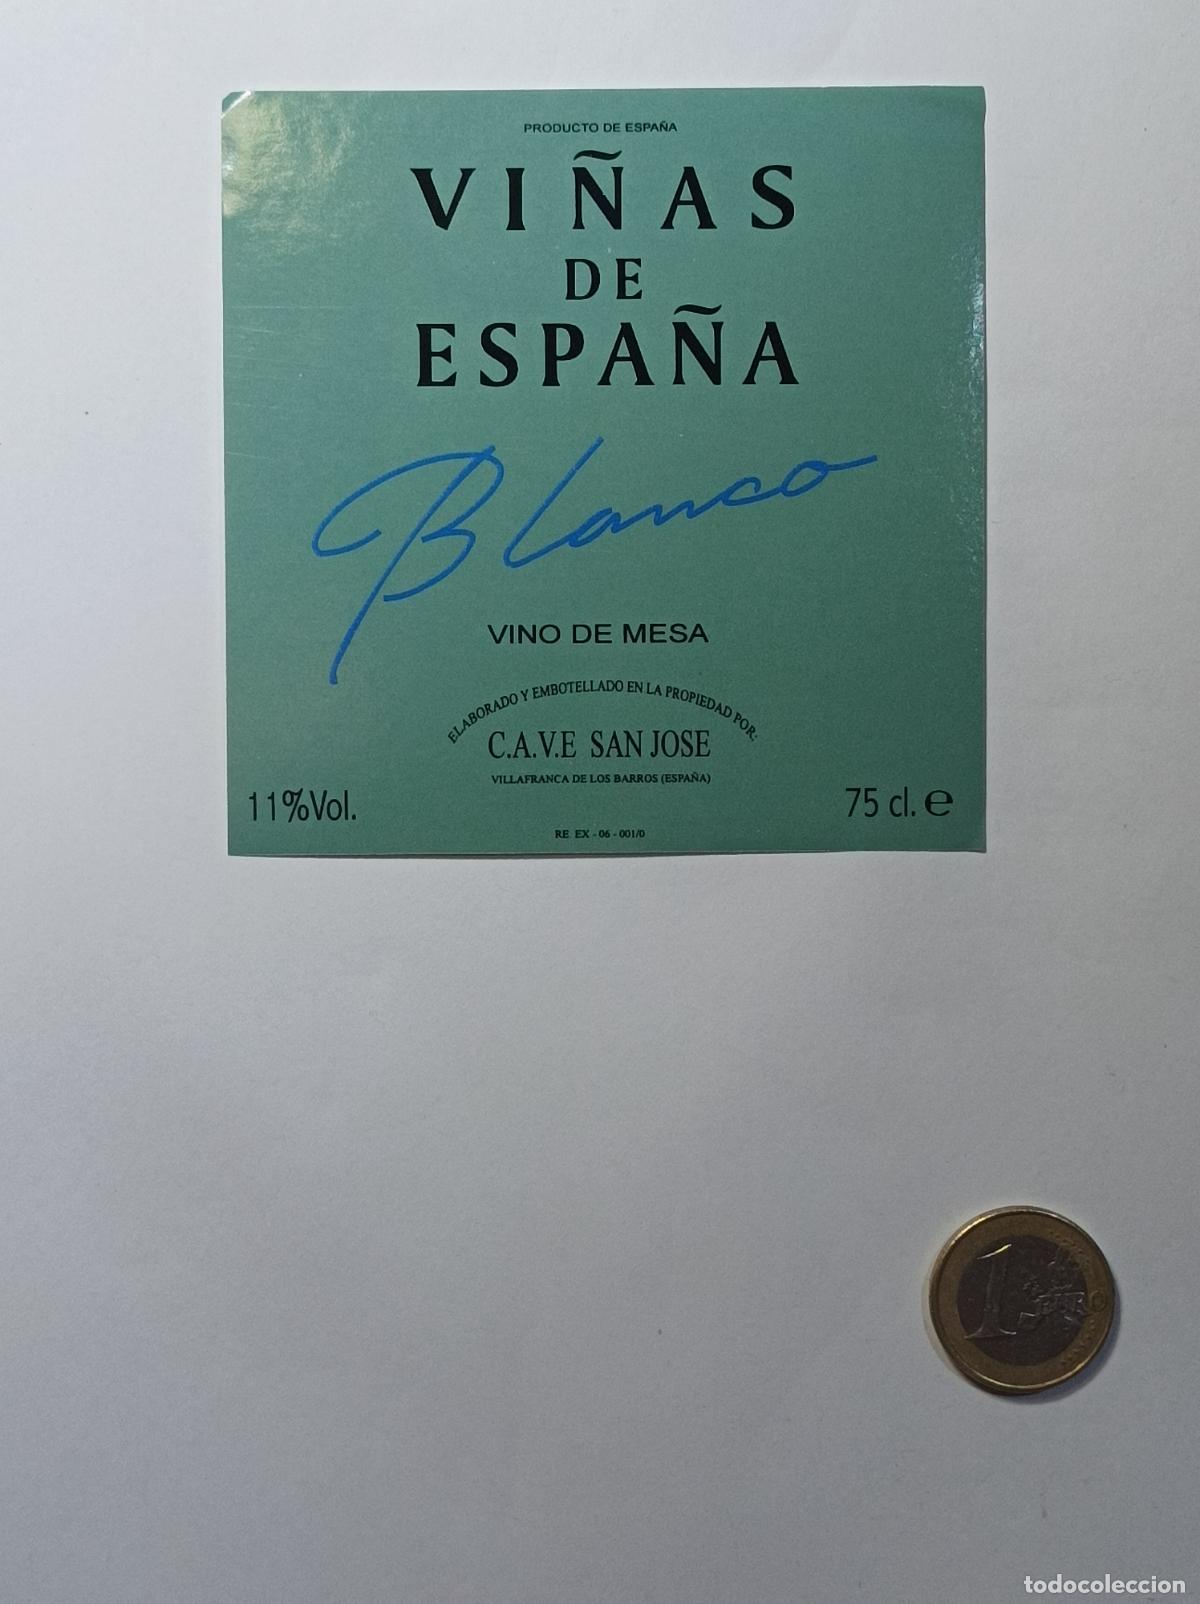 PRODUCTO DE ESPAÑA
VIÑAS
DE
ESPAÑA
Blanco
VINO DE MESA
ELABORADO Y EMBOTELLADO EN LA PROPIEDAD POR:
C.A.V.E SAN JOSE
VILLAFRANCA DE LOS BARROS (ESPAÑA)
11%Vol.
75 cl. ℮
RE. EX - 06 - 001/0
1 EURO
todocoleccion